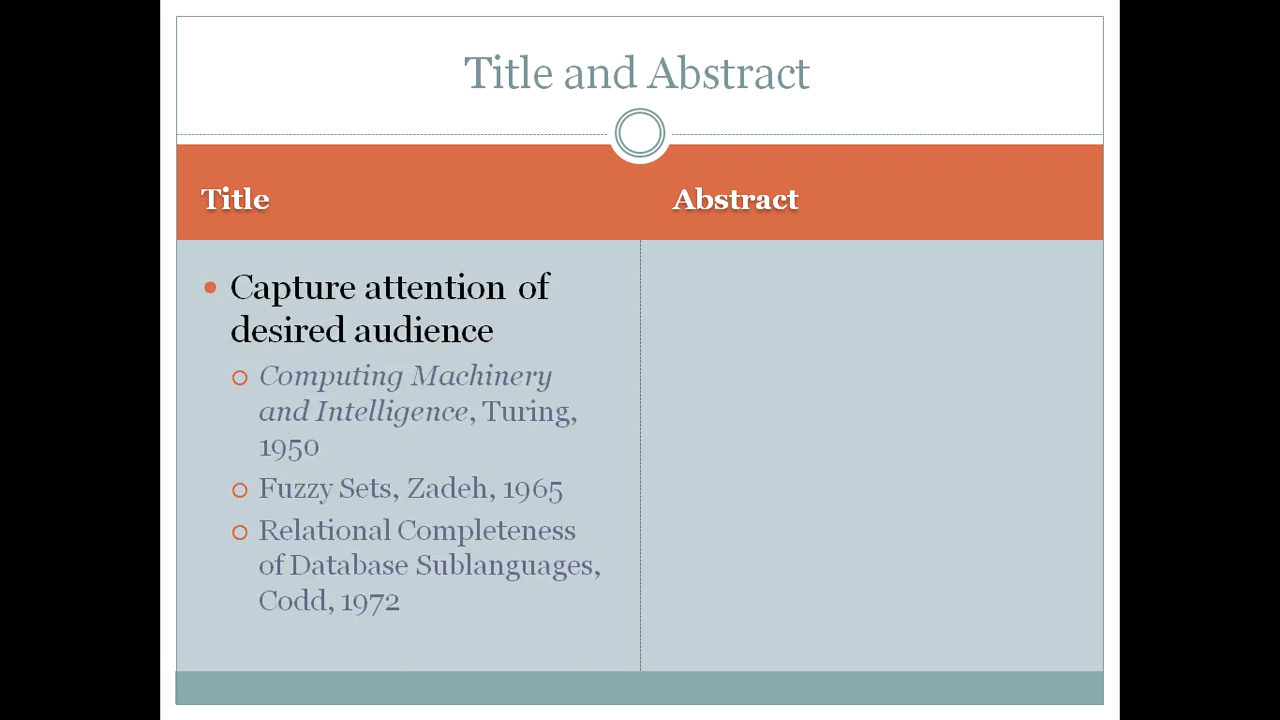 Title and Abstract
Title
Abstract
Capture attention of
desired audience
Computing Machinery
and Intelligence, Turing,
1950
Fuzzy Sets, Zadeh, 1965
Relational Completeness
of Database Sublanguages,
Codd, 1972